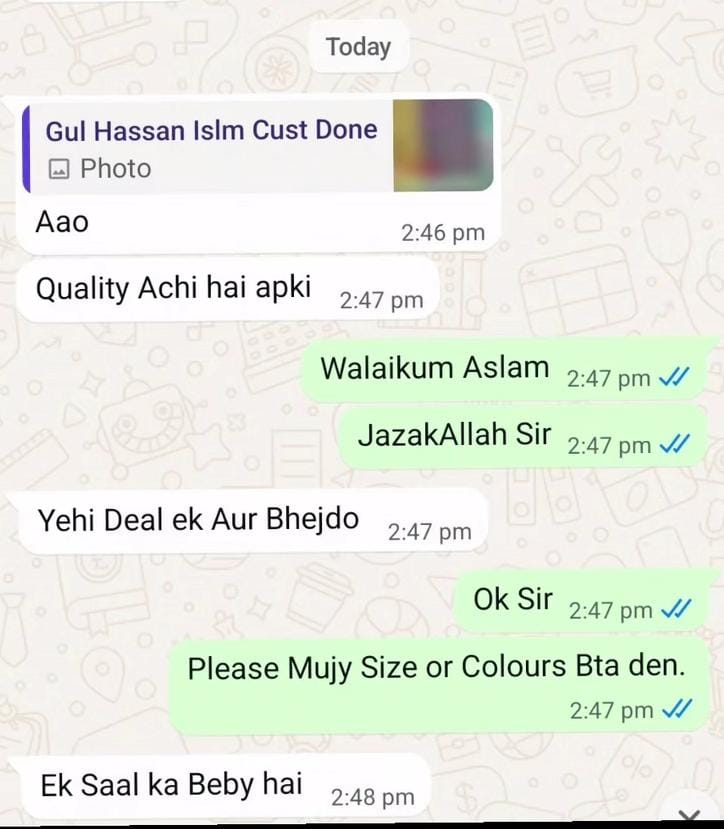 Today
Gul Hassan Islm Cust Done
Photo
Aao
2:46 pm
Quality Achi hai apki
2:47 pm
Walaikum Aslam
2:47 pm
JazakAllah Sir
2:47 pm
Yehi Deal ek Aur Bhejdo
2:47 pm
Ok Sir
2:47 pm
Please Mujy Size or Colours Bta den.
2:47 pm
Ek Saal ka Beby hai
2:48 pm